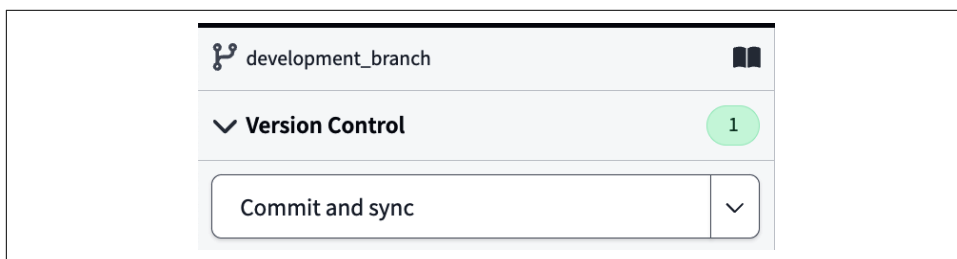 development_branch
Version Control 1
Commit and sync